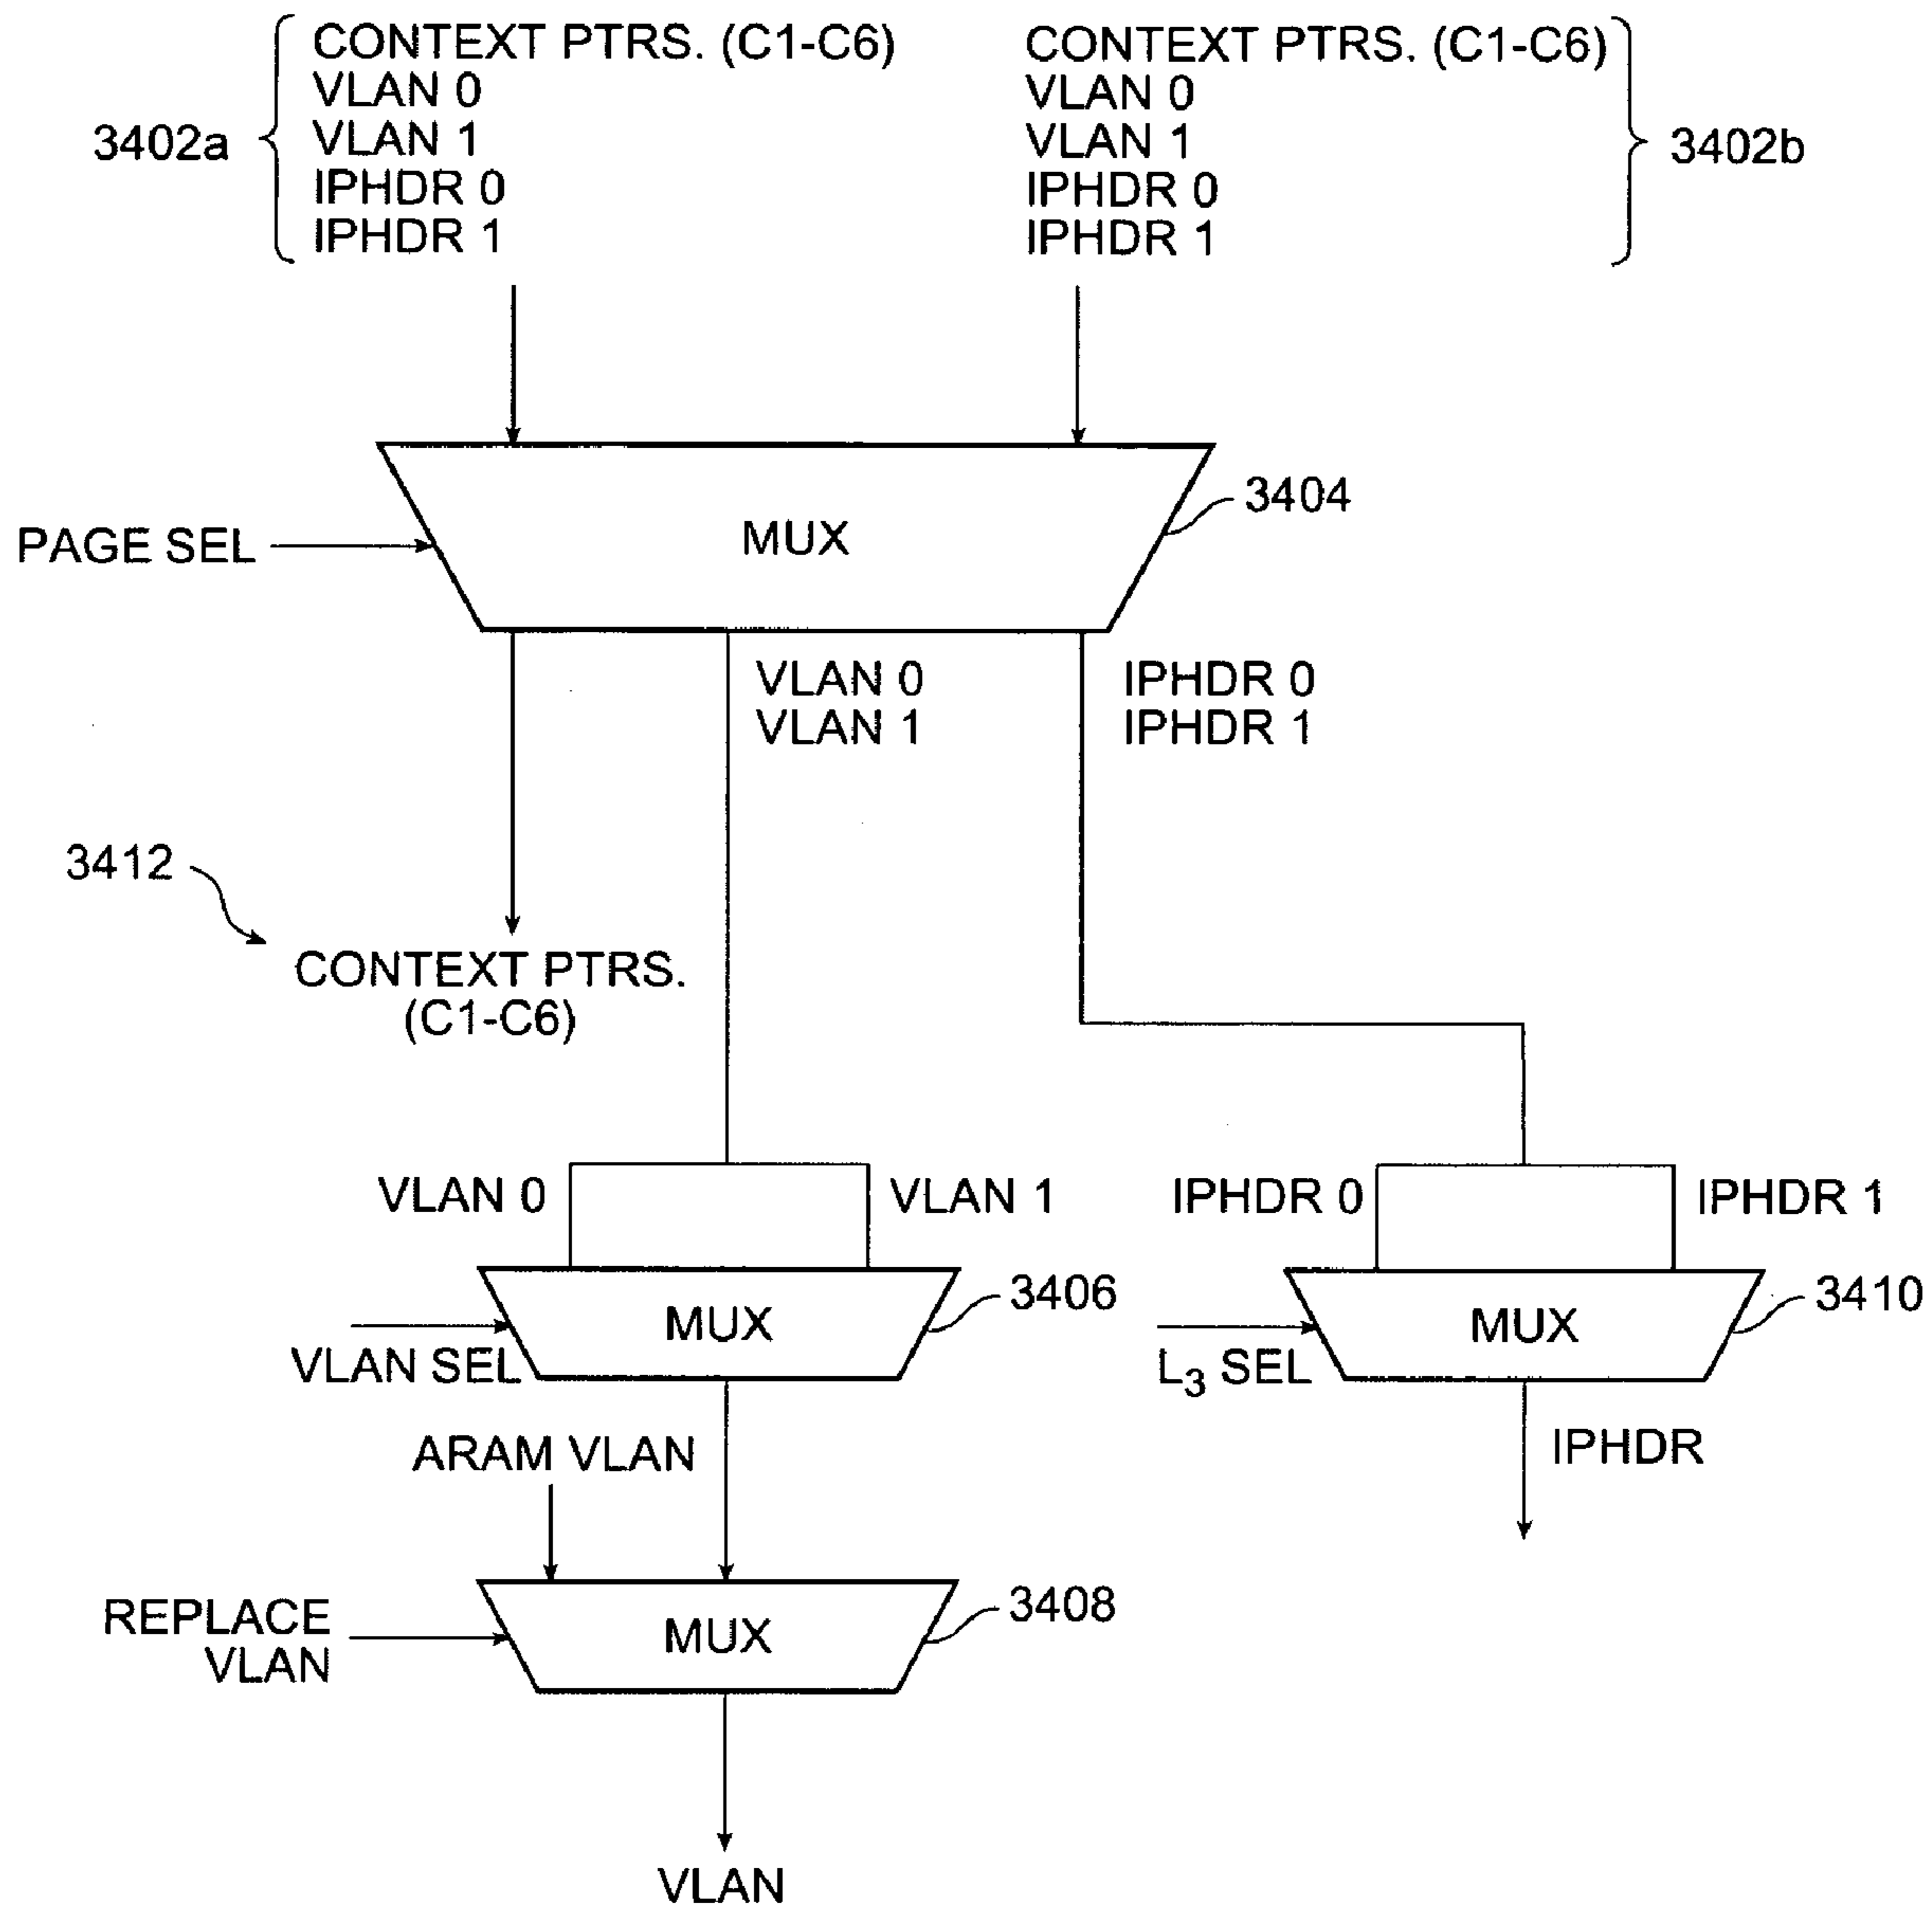 CONTEXT PTRS. (C1-C6)
VLAN 0
VLAN 1
IPHDR 0
IPHDR 1
3402a
CONTEXT PTRS. (C1-C6)
VLAN 0
VLAN 1
IPHDR 0
IPHDR 1
3402b
3404
PAGE SEL
MUX
VLAN 0
VLAN 1
IPHDR 0
IPHDR 1
3412
CONTEXT PTRS.
(C1-C6)
VLAN 0
VLAN 1
IPHDR 0
IPHDR 1
MUX
3406
VLAN SEL
MUX
3410
L3 SEL
ARAM VLAN
IPHDR
REPLACE
VLAN
MUX
3408
VLAN